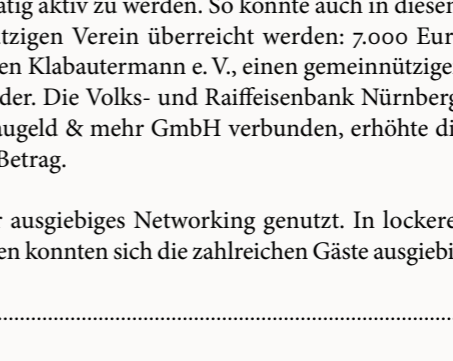 ätig aktiv zu werden. So konnte auch in diesem
tzigen Verein überreicht werden: 7.000 Eur
en Klabautermann e. V., einen gemeinnützige
der. Die Volks- und Raiffeisenbank Nürnberg
augeld & mehr GmbH verbunden, erhöhte di
Betrag.
r ausgiebiges Networking genutzt. In lockere
en konnten sich die zahlreichen Gäste ausgiebi